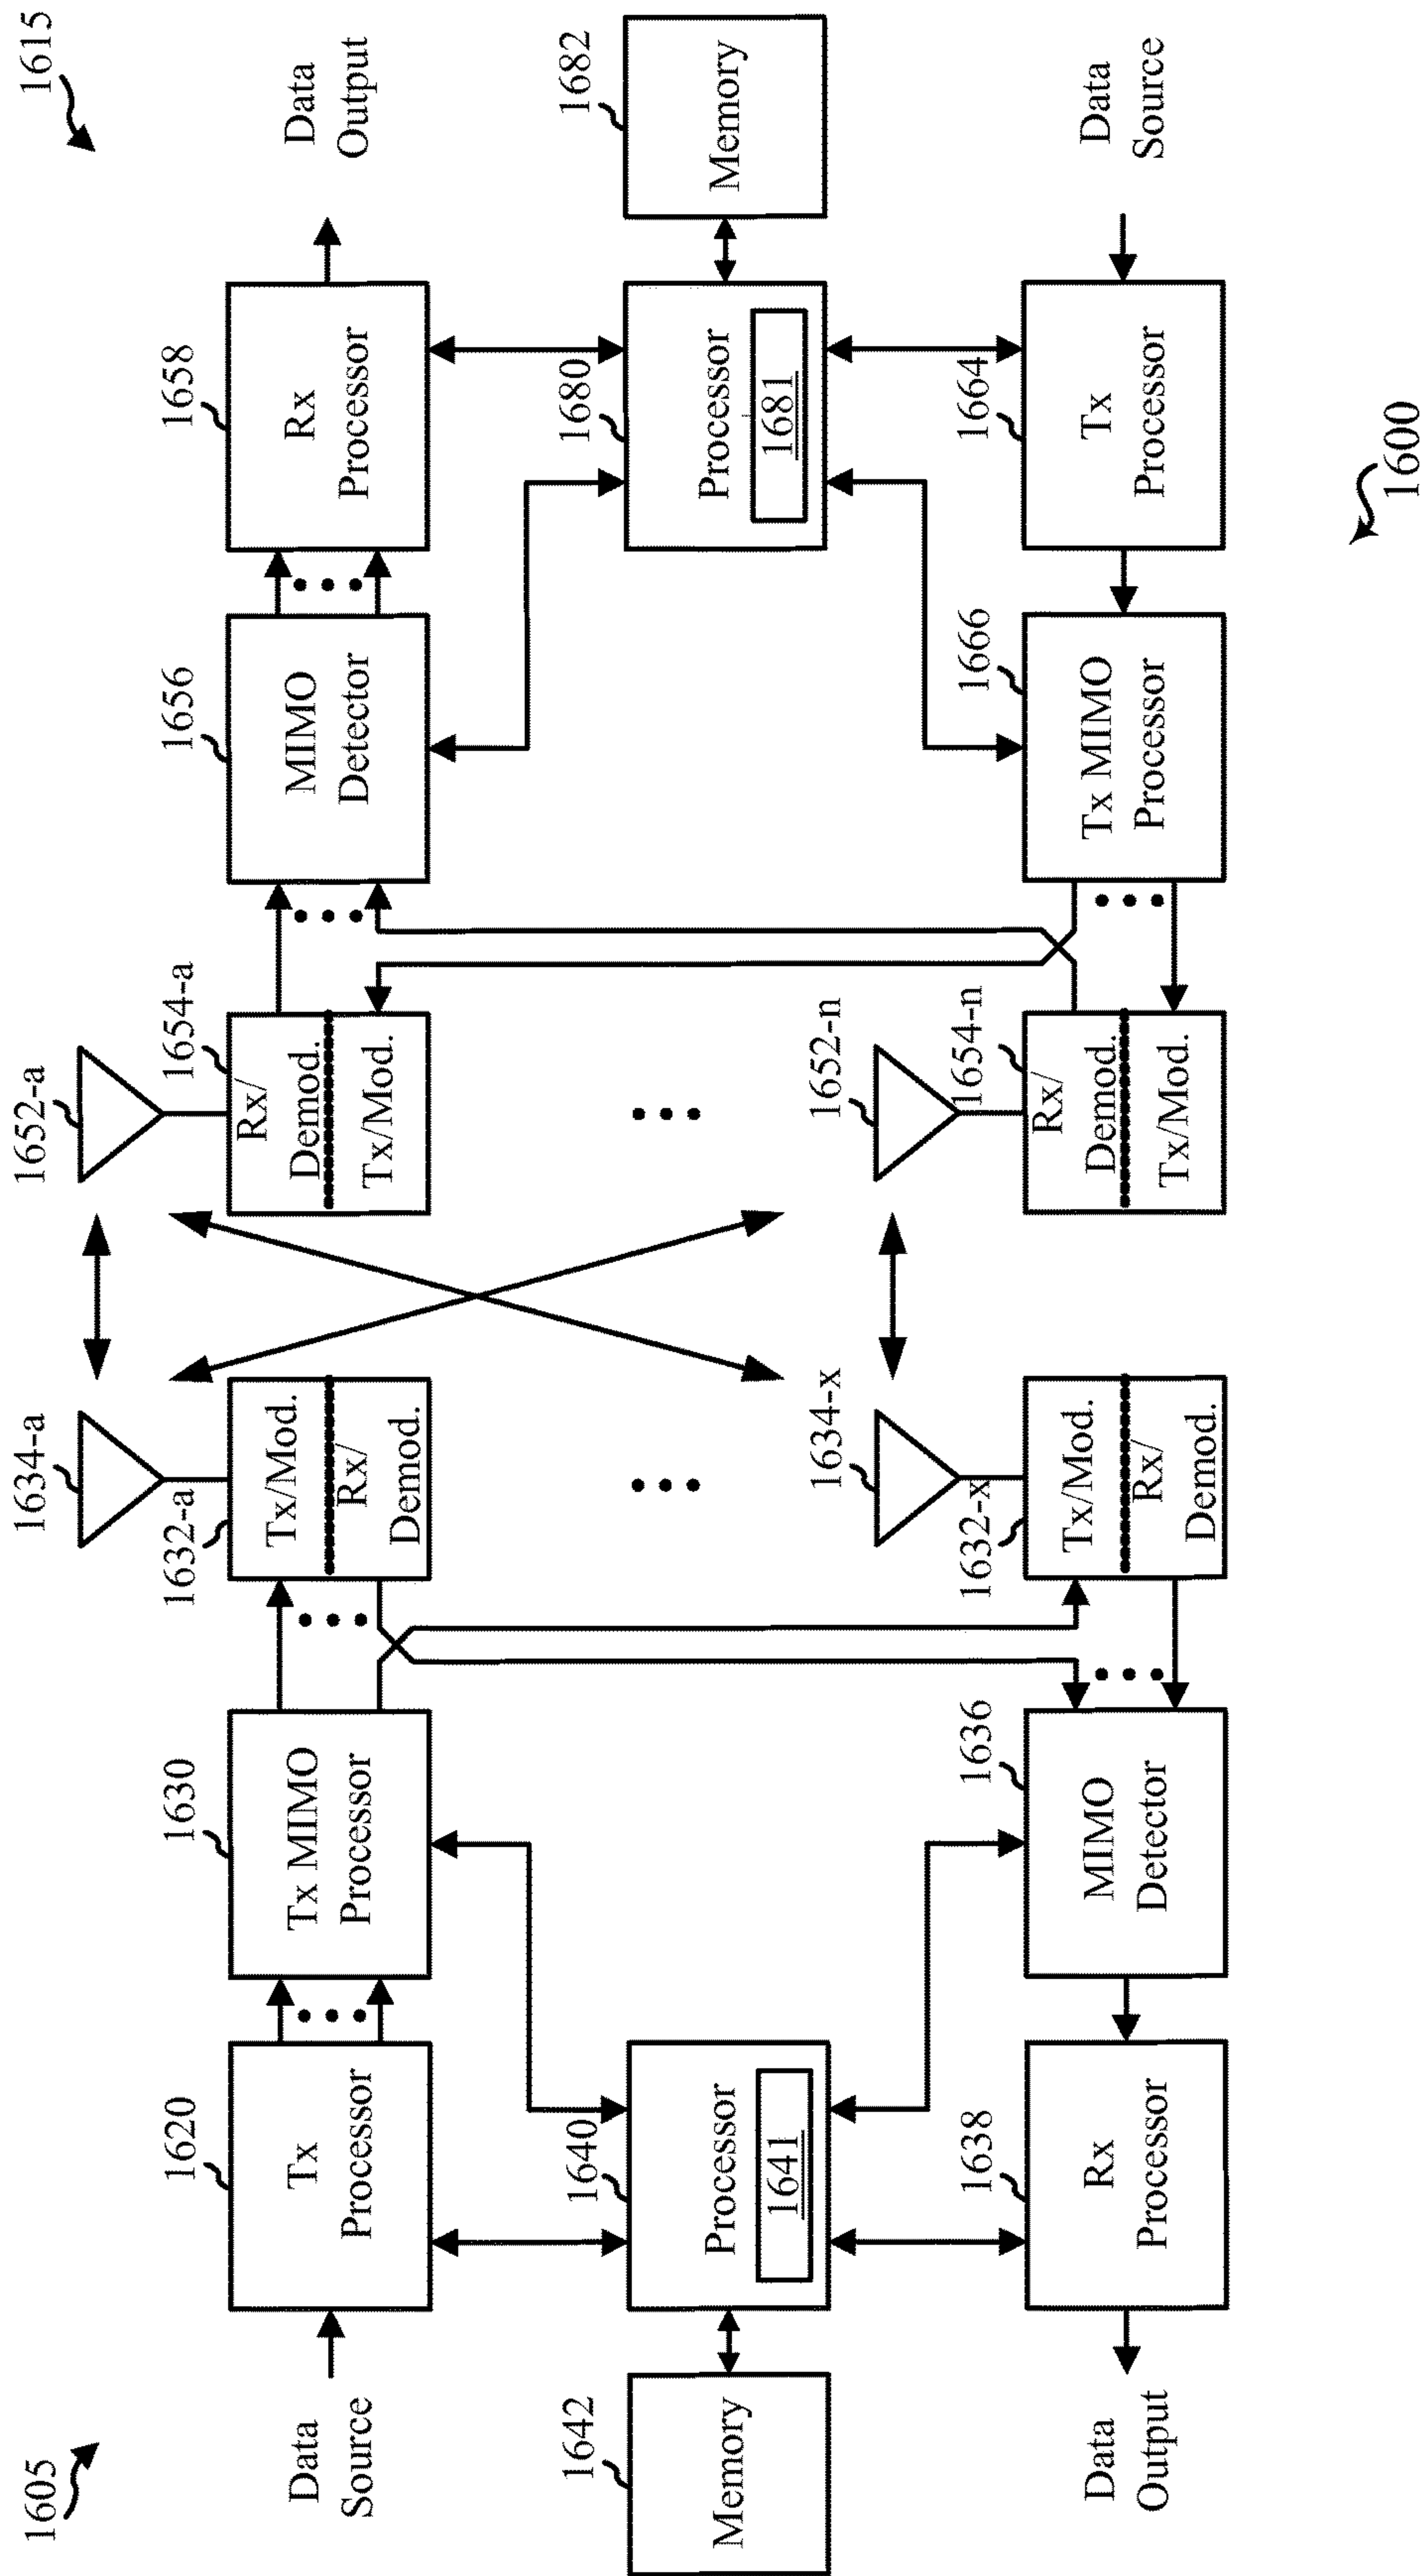 1605
1615
1634-a
1652-a
1620
1630
1632-a
1654-a
1656
1658
Data
Source
Tx
Processor
Tx MIMO
Processor
Tx/Mod.
Rx/
Demod.
Rx/
Demod.
Tx/Mod.
MIMO
Detector
Rx
Processor
Data
Output
1642
1640
1680
1682
Memory
Processor
1641
Processor
1681
Memory
1634-x
1652-n
1638
1636
1632-x
1654-n
1666
1664
Data
Output
Rx
Processor
MIMO
Detector
Tx/Mod.
Rx/
Demod.
Rx/
Demod.
Tx/Mod.
Tx MIMO
Processor
Tx
Processor
Data
Source
1600